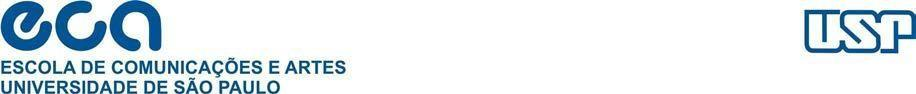 eca
USP
ESCOLA DE COMUNICAÇÕES E ARTES
UNIVERSIDADE DE SÃO PAULO